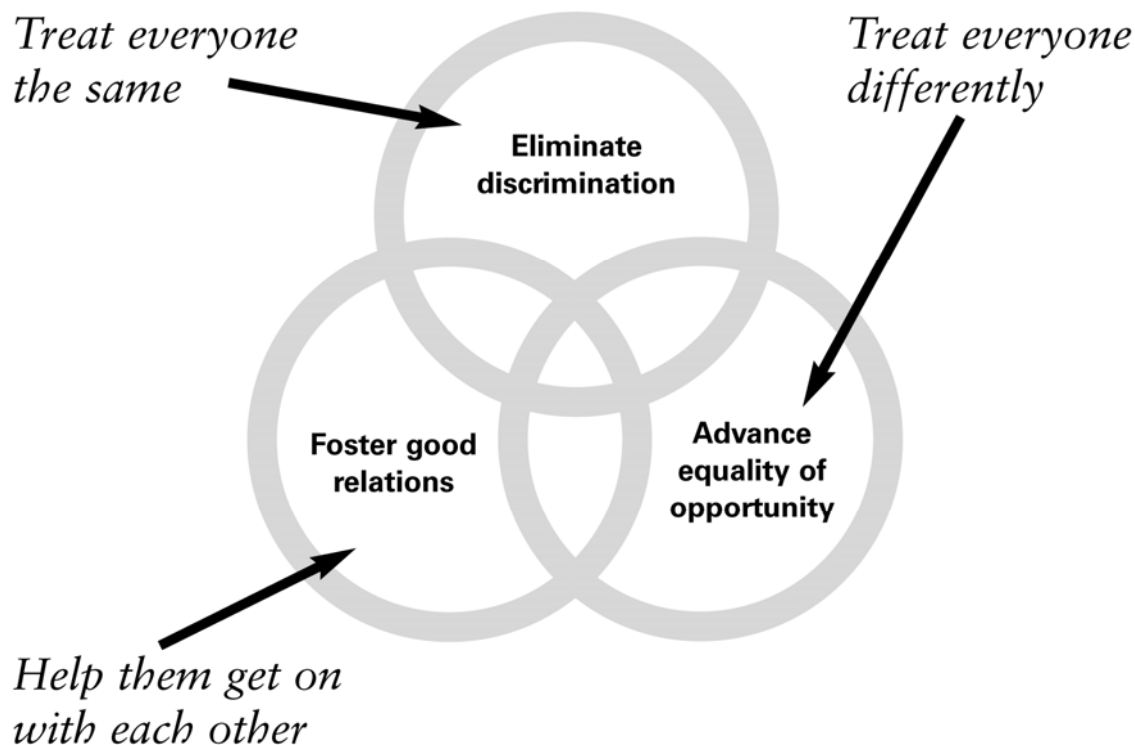 Treat everyone
the same
Treat everyone
differently
Eliminate
discrimination
Foster good
relations
Advance
equality of
opportunity
Help them get on
with each other